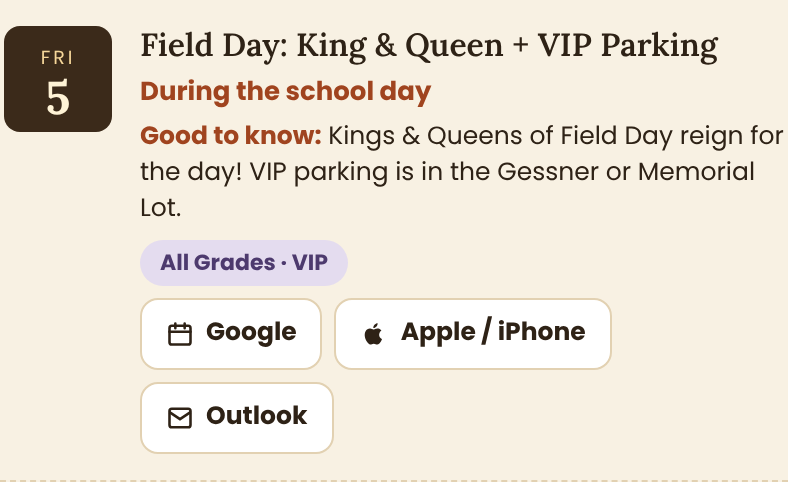 FRI
5
Field Day: King & Queen + VIP Parking
During the school day
Good to know: Kings & Queens of Field Day reign for
the day! VIP parking is in the Gessner or Memorial
Lot.
All Grades · VIP
Google
Apple / iPhone
Outlook